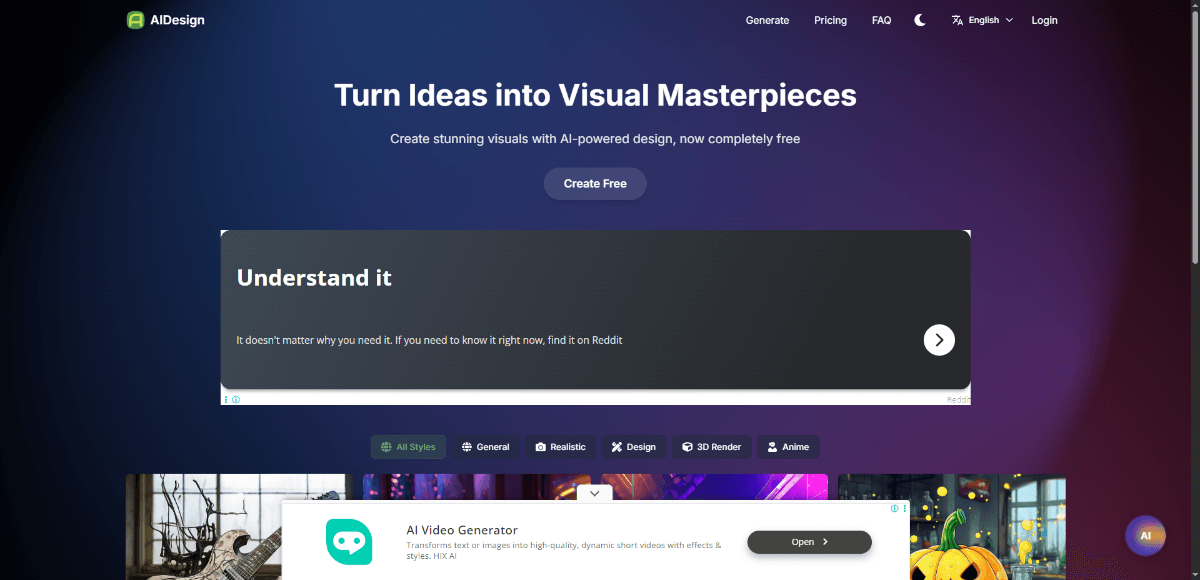 AIDesign
Generate
Pricing
FAQ
English
Login
Turn Ideas into Visual Masterpieces
Create stunning visuals with AI-powered design, now completely free
Create Free
Understand it
It doesn't matter why you need it. If you need to know it right now, find it on Reddit
Reddit
All Styles
General
Realistic
Design
3D Render
Anime
AI Video Generator
Transforms text or images into high-quality, dynamic short videos with effects &
styles. HIX AI
Open
AI